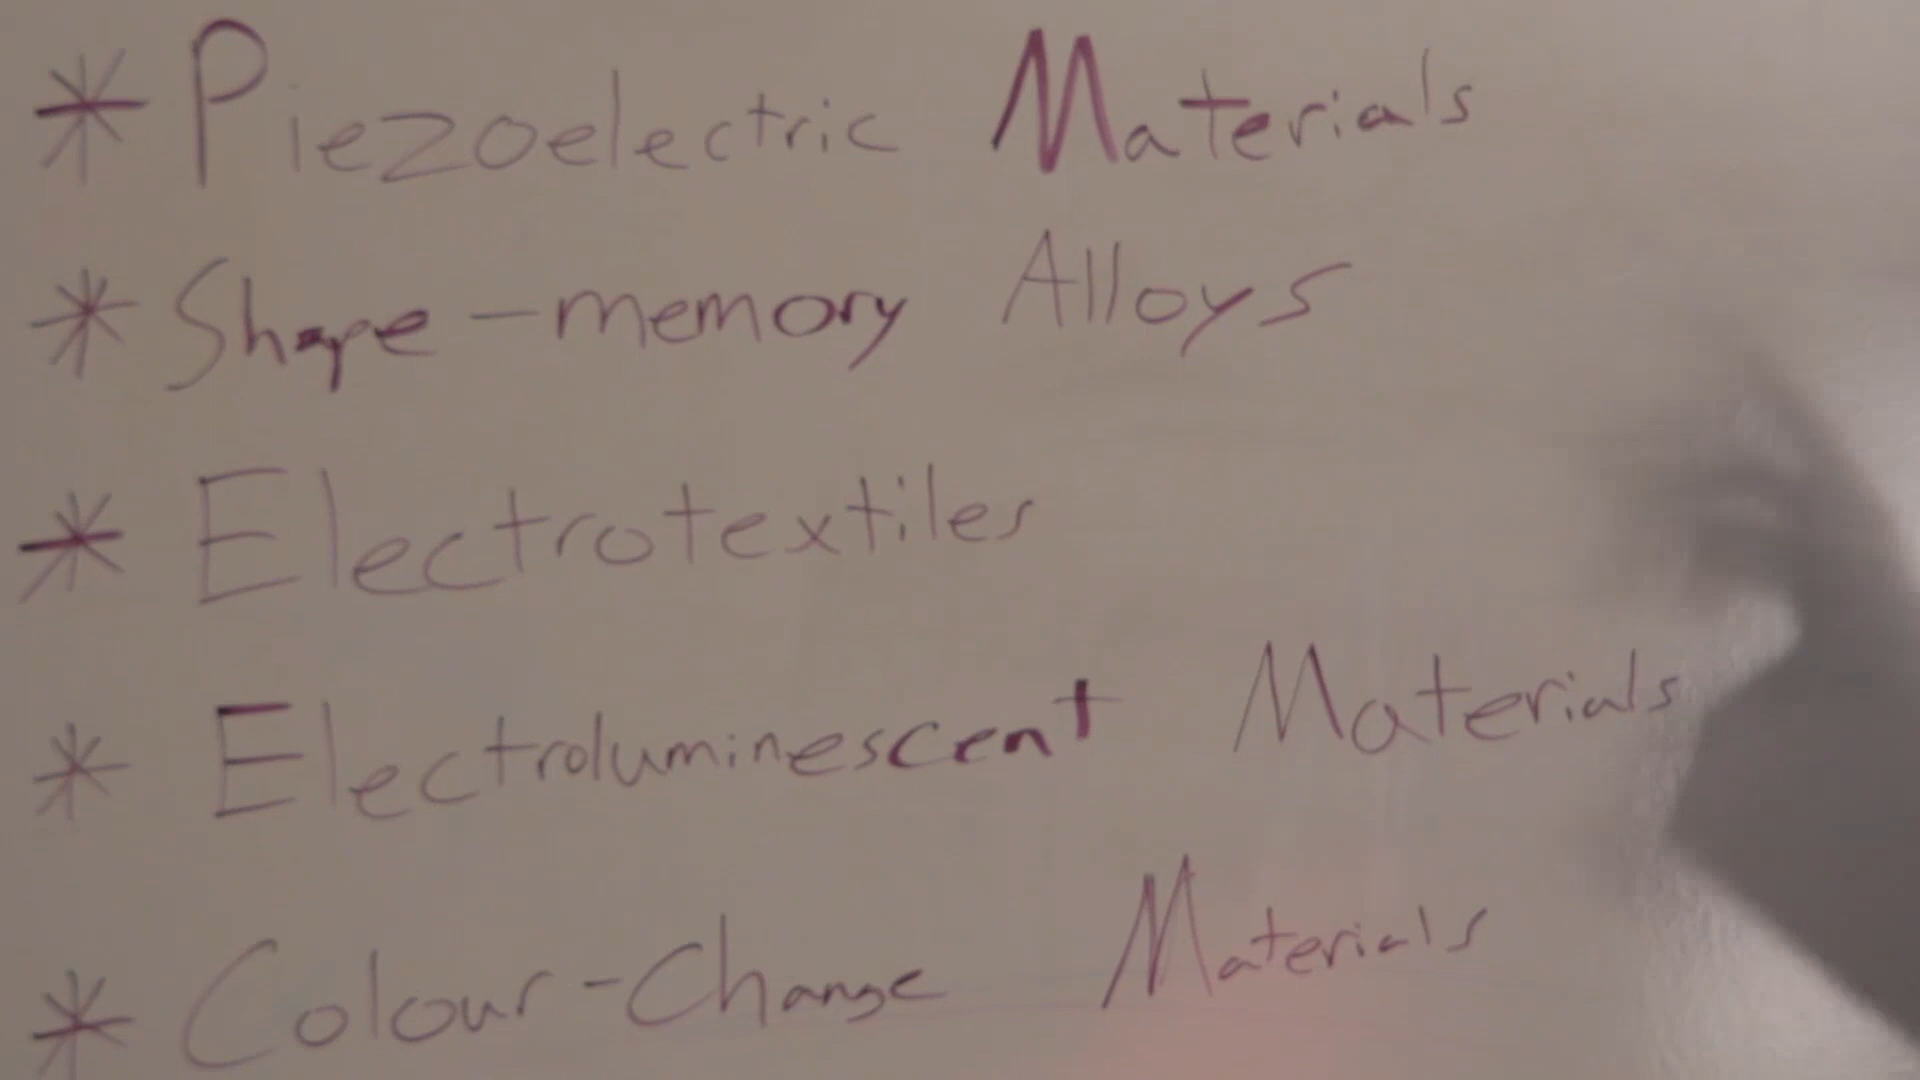 * Piezoelectric Materials
* Shape-memory Alloys
* Electrotextiles
* Electroluminescent Materials
* Colour-Change Materials